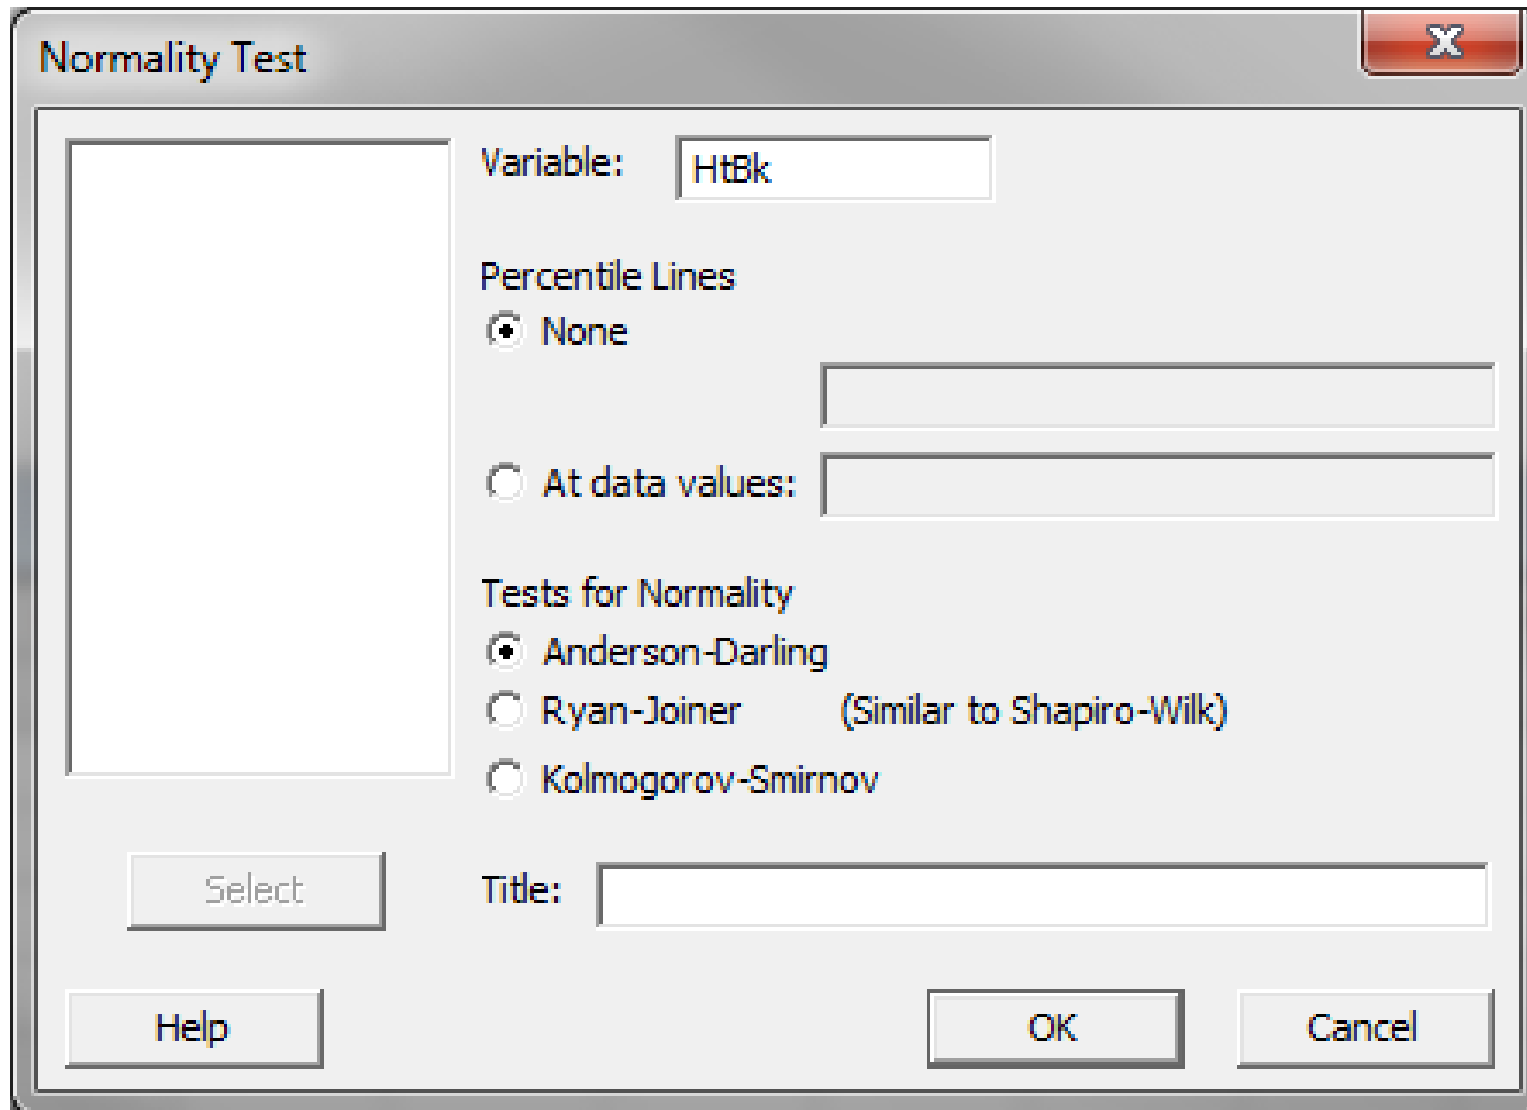 Normality Test
Variable: HtBk
Percentile Lines
None
At data values:
Tests for Normality
Anderson-Darling
Ryan-Joiner (Similar to Shapiro-Wilk)
Kolmogorov-Smirnov
Select
Title:
Help OK Cancel